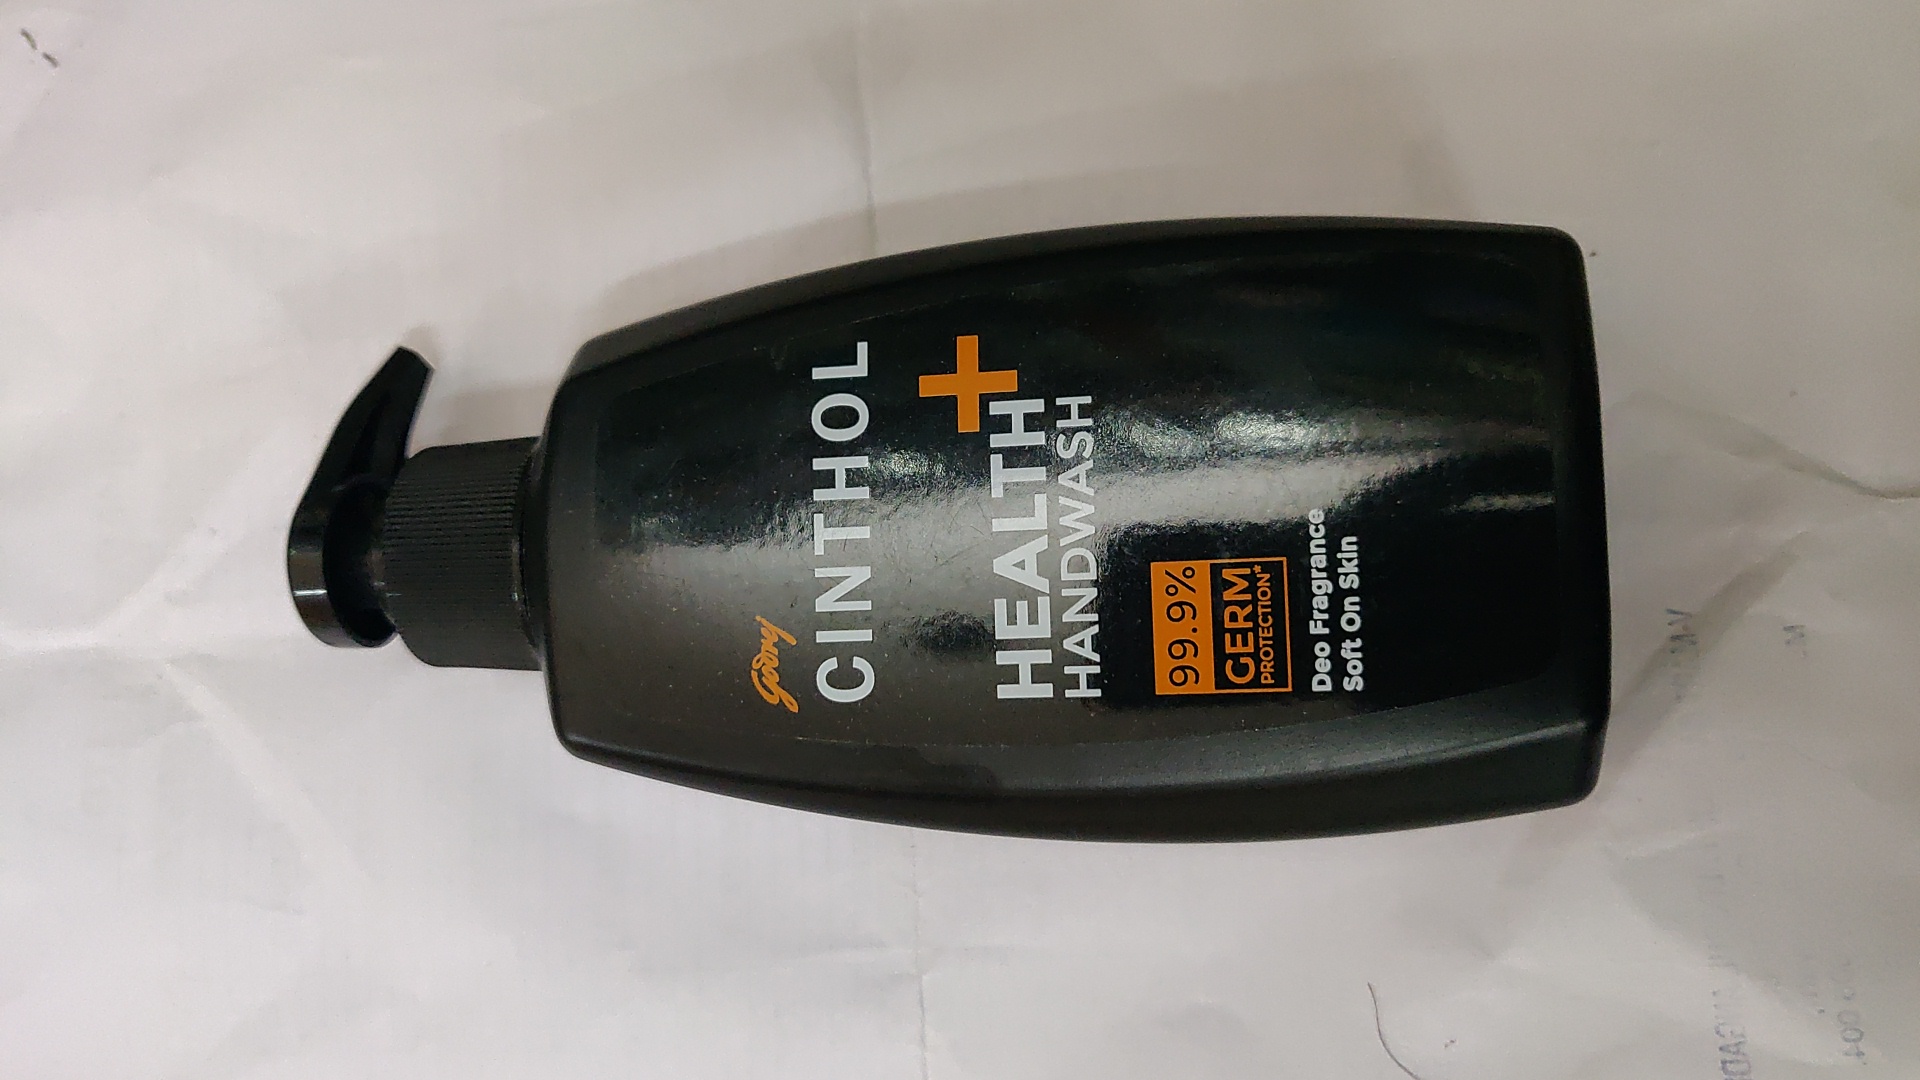 Godrej
CINTHOL
HEALTH+
HANDWASH
99.9%
GERM
PROTECTION*
Deo Fragrance
Soft On Skin